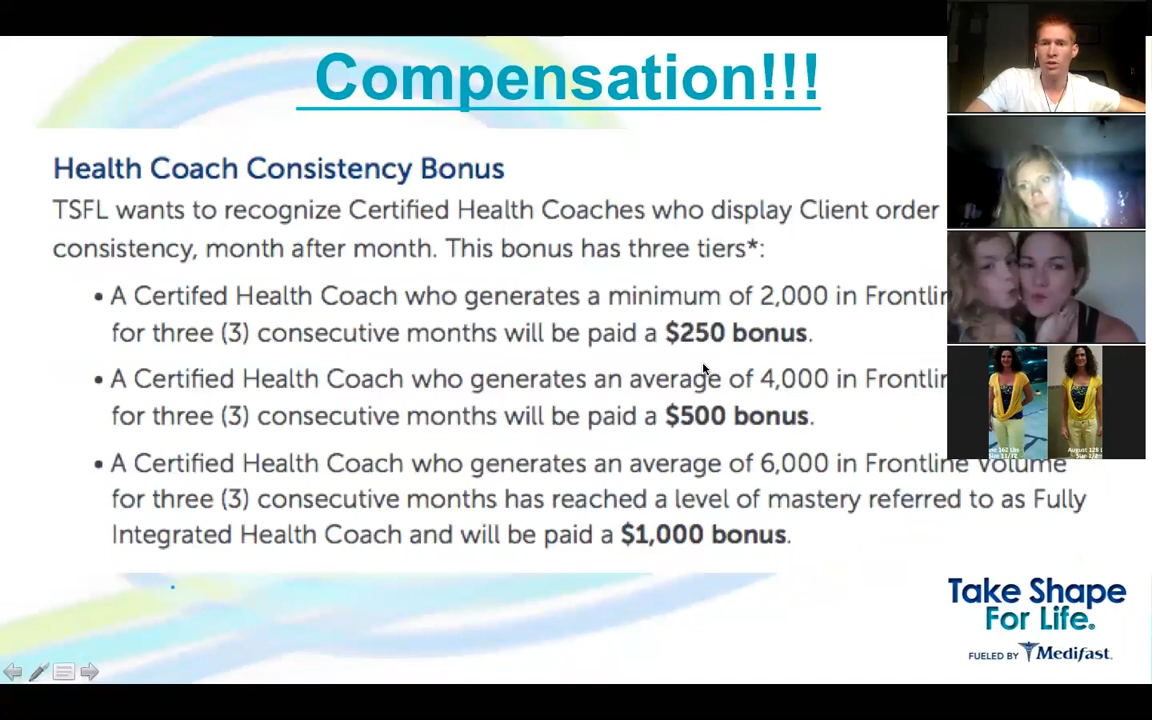 Compensation!!!
Health Coach Consistency Bonus
TSFL wants to recognize Certified Health Coaches who display Client order
consistency, month after month. This bonus has three tiers*:
• A Certifed Health Coach who generates a minimum of 2,000 in
for three (3) consecutive months will be paid a $250 bonus.
• A Certified Health Coach who generates an average of 4,000 in
for three (3) consecutive months will be paid a $500 bonus.
• A Certified Health Coach who generates an average of 6,000 in Frontline Volume
for three (3) consecutive months has reached a level of mastery referred to as Fully
Integrated Health Coach and will be paid a $1,000 bonus.
162 Lbs
August 125
Take Shape
For Life.
FUELED BY Medifast.